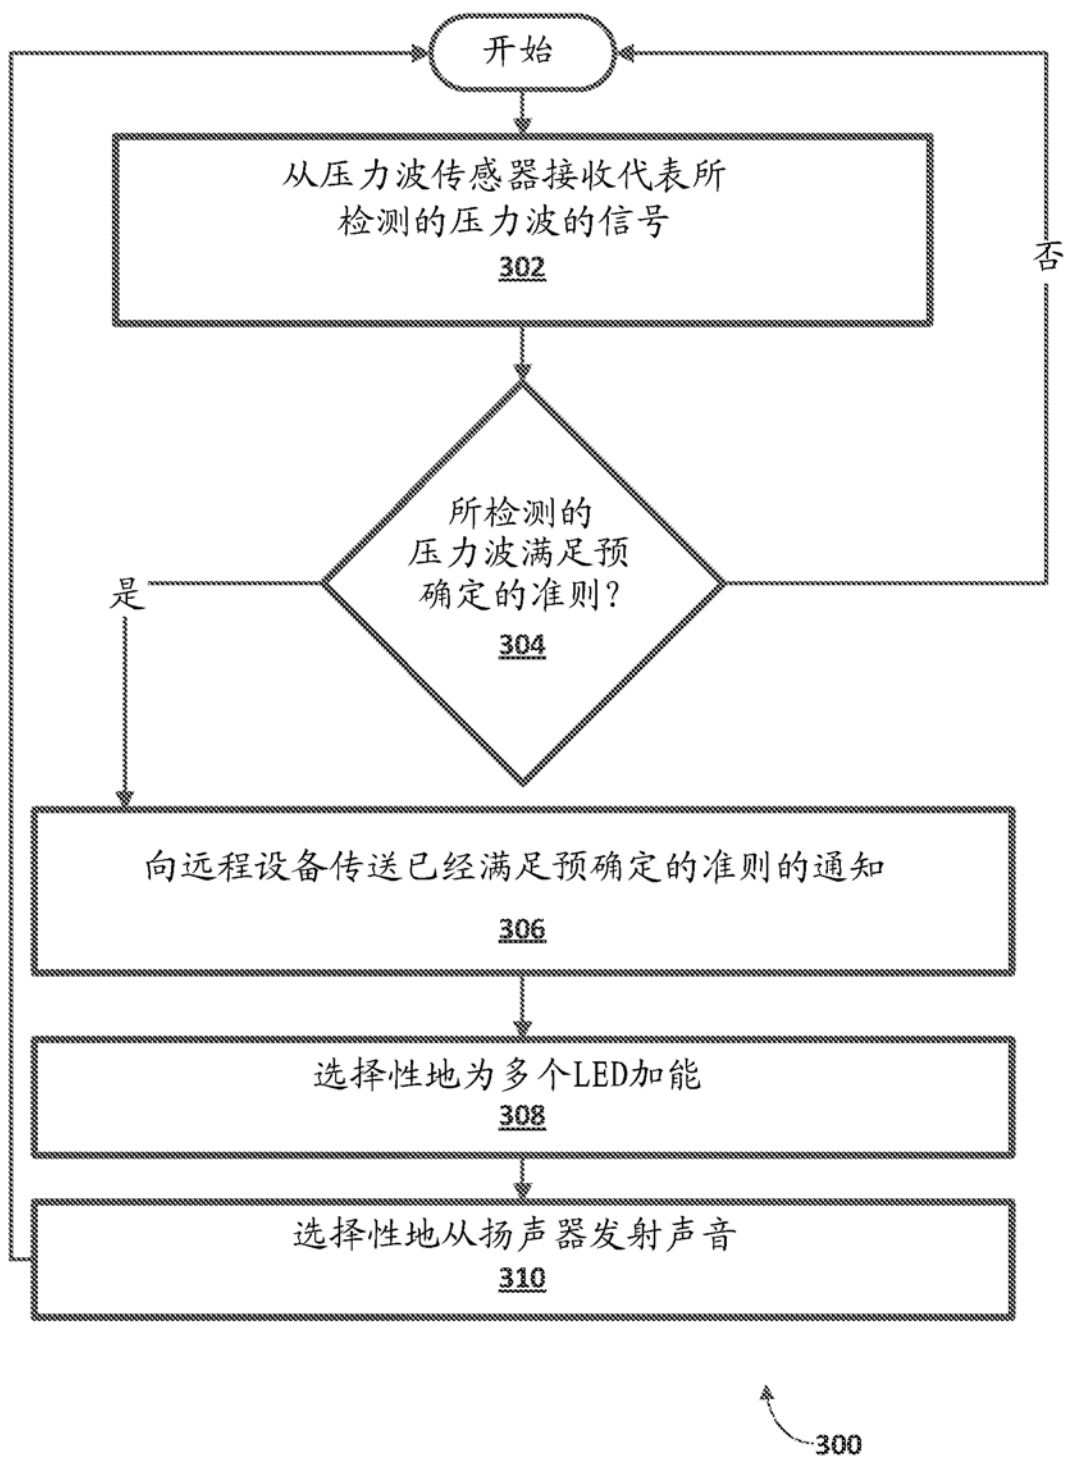 开始
从压力波传感器接收代表所
检测的压力波的信号
302
否
所检测的
压力波满足预
确定的准则?
304
是
向远程设备传送已经满足预确定的准则的通知
306
选择性地为多个LED加能
308
选择性地从扬声器发射声音
310
300